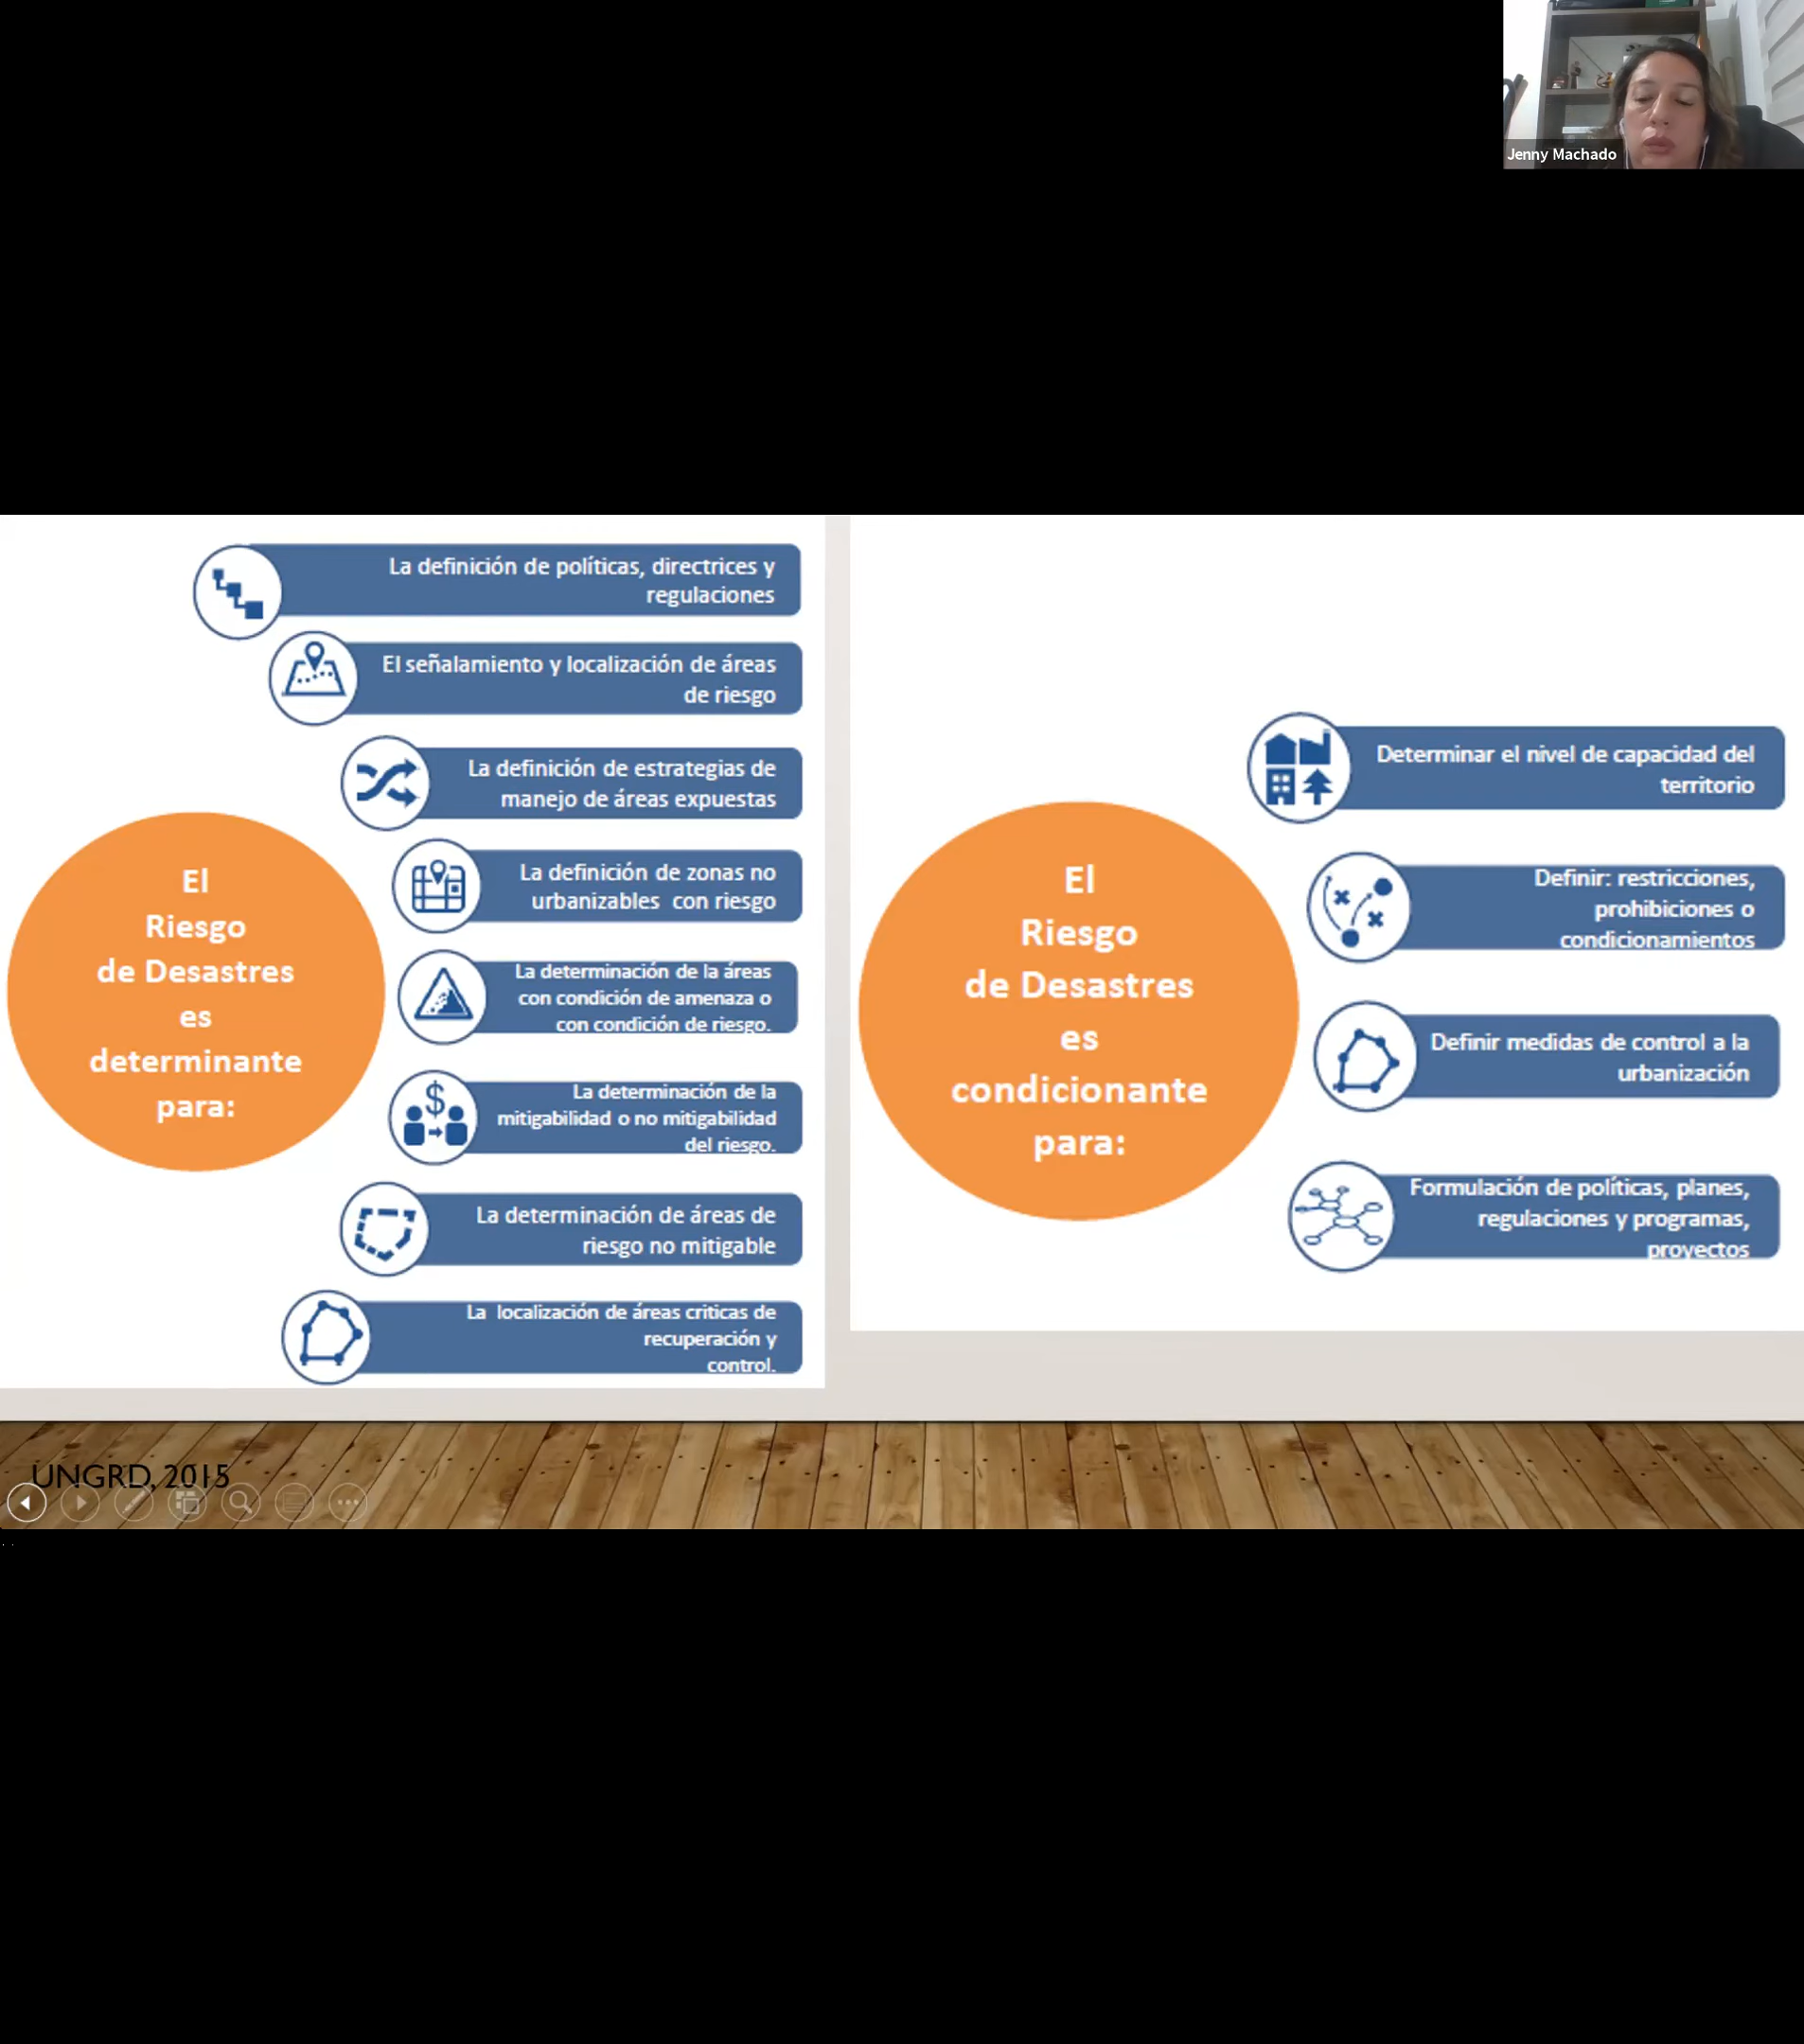 Jenny Machado
El
Riesgo
de Desastres
es
determinante
para:
La definición de políticas, directrices y
regulaciones
El señalamiento y localización de áreas
de riesgo
La definición de estrategias de
manejo de áreas expuestas
La definición de zonas no
urbanizables con riesgo
La determinación de la áreas
con condición de amenaza o
con condición de riesgo.
$
La determinación de la
mitigabilidad o no mitigabilidad
del riesgo.
La determinación de áreas de
riesgo no mitigable
La localización de áreas criticas de
recuperación y
control.
El
Riesgo
de Desastres
es
condicionante
para:
Determinar el nivel de capacidad del
territorio
Definir: restricciones,
prohibiciones o
condicionamientos
Definir medidas de control a la
urbanización
Formulación de políticas, planes,
regulaciones y programas,
proyectos
UNGRD, 2015